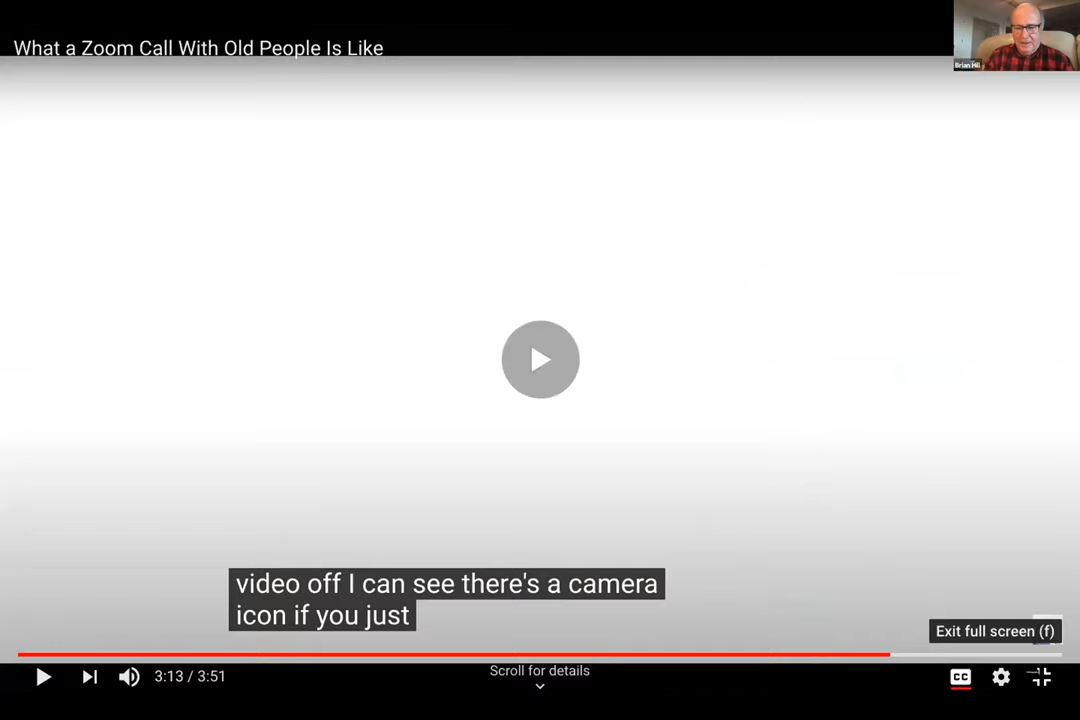 What a Zoom Call With Old People Is Like
Brian Hil
video off I can see there's a camera
icon if you just
Exit full screen (f)
Scroll for details
3:13 / 3:51
CC